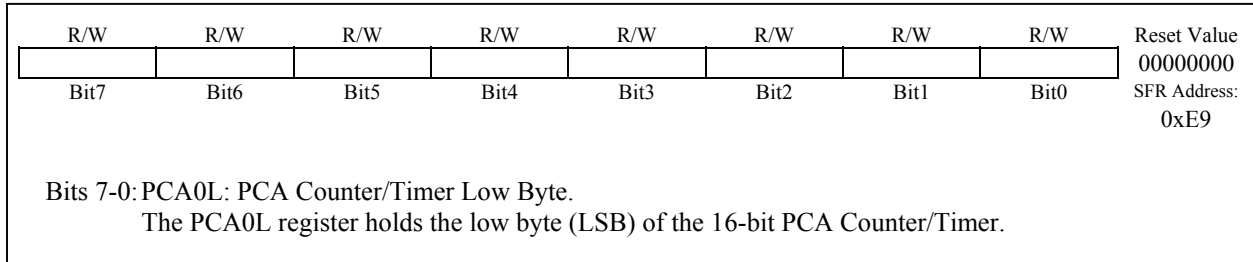 R/W R/W R/W R/W R/W R/W R/W R/W Reset Value
00000000
Bit7 Bit6 Bit5 Bit4 Bit3 Bit2 Bit1 Bit0 SFR Address:
0xE9
Bits 7-0: PCA0L: PCA Counter/Timer Low Byte.
The PCA0L register holds the low byte (LSB) of the 16-bit PCA Counter/Timer.